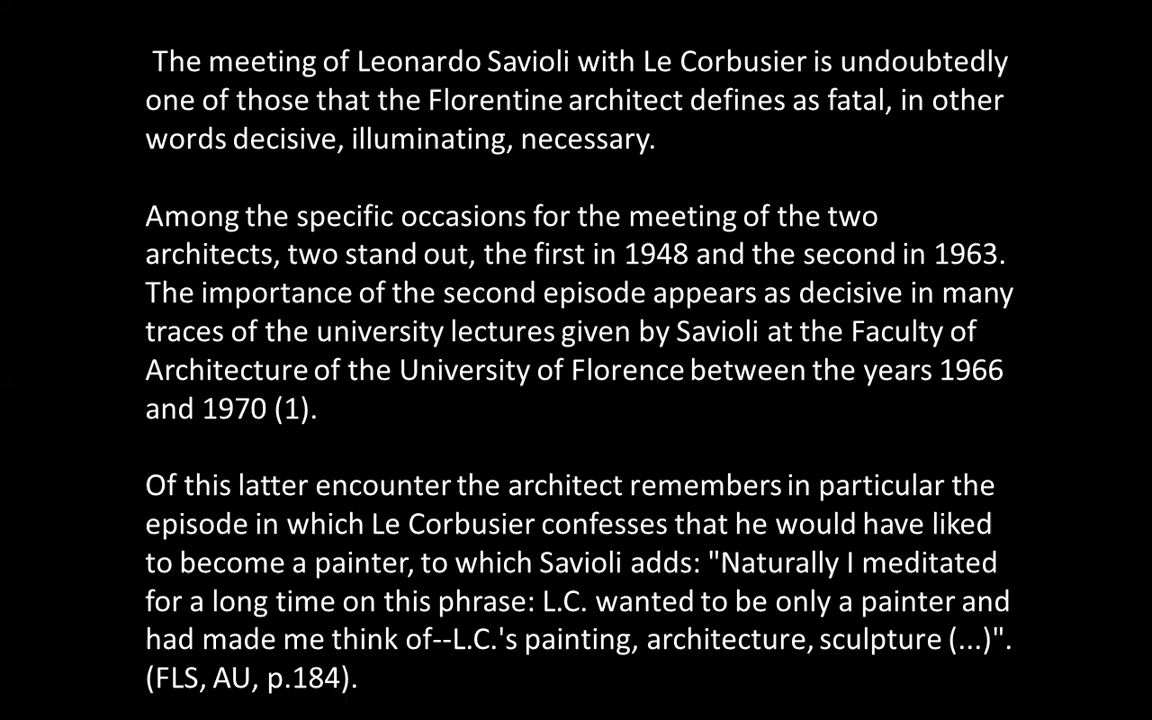 The meeting of Leonardo Savioli with Le Corbusier is undoubtedly
one of those that the Florentine architect defines as fatal, in other
words decisive, illuminating, necessary.
Among the specific occasions for the meeting of the two
architects, two stand out, the first in 1948 and the second in 1963.
The importance of the second episode appears as decisive in many
traces of the university lectures given by Savioli at the Faculty of
Architecture of the University of Florence between the years 1966
and 1970 (1).
Of this latter encounter the architect remembers in particular the
episode in which Le Corbusier confesses that he would have liked
to become a painter, to which Savioli adds: "Naturally I meditated
for a long time on this phrase: L.C. wanted to be only a painter and
had made me think of--L.C.'s painting, architecture, sculpture (...)".
(FLS, AU, p.184).